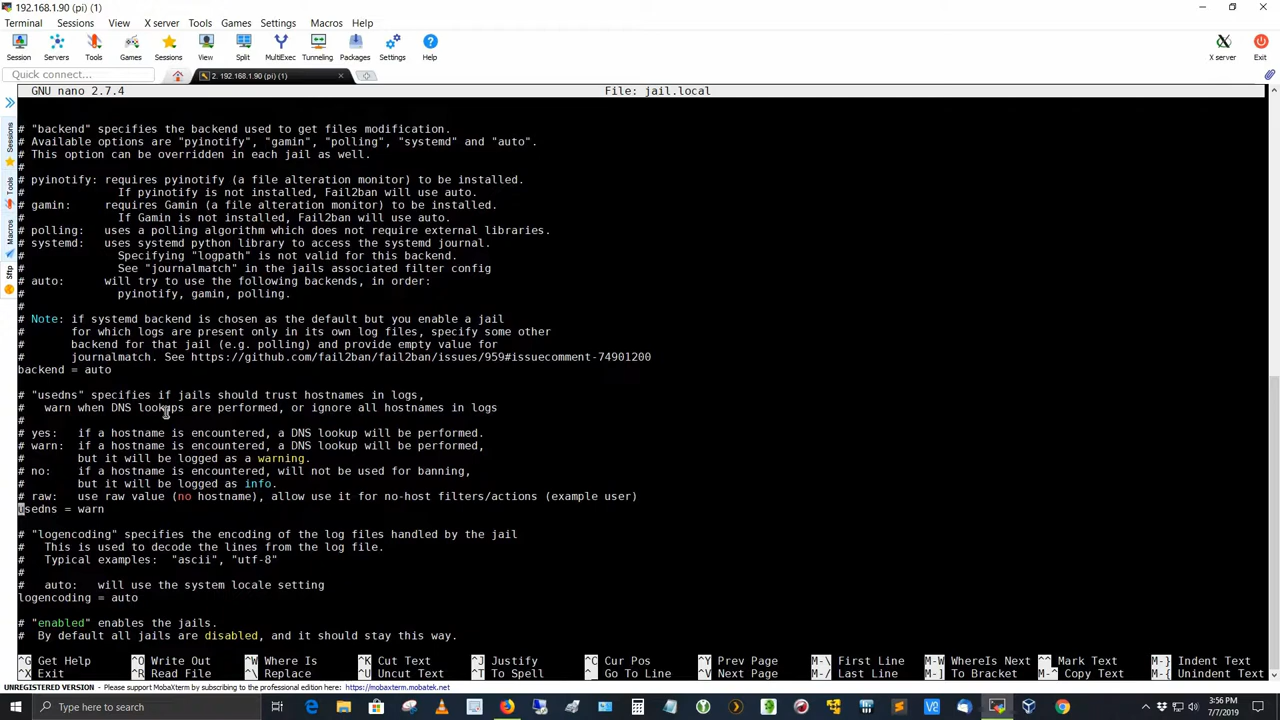 192.168.1.90 (pi) (1)
Terminal Sessions View X server Tools Games Settings Macros Help
Session Servers Tools Games Sessions View Split MultiExec Tunneling Packages Settings Help X server Exit
Quick connect...
2. 192.168.1.90 (pi) (1)
Sessions
Tools
Macros
Sftp
GNU nano 2.7.4 File: jail.local
# "backend" specifies the backend used to get files modification.
# Available options are "pyinotify", "gamin", "polling", "systemd" and "auto".
# This option can be overridden in each jail as well.
#
# pyinotify: requires pyinotify (a file alteration monitor) to be installed.
# If pyinotify is not installed, Fail2ban will use auto.
# gamin: requires Gamin (a file alteration monitor) to be installed.
# If Gamin is not installed, Fail2ban will use auto.
# polling: uses a polling algorithm which does not require external libraries.
# systemd: uses systemd python library to access the systemd journal.
# Specifying "logpath" is not valid for this backend.
# See "journalmatch" in the jails associated filter config
# auto: will try to use the following backends, in order:
# pyinotify, gamin, polling.
#
# Note: if systemd backend is chosen as the default but you enable a jail
# for which logs are present only in its own log files, specify some other
# backend for that jail (e.g. polling) and provide empty value for
# journalmatch. See https://github.com/fail2ban/fail2ban/issues/959#issuecomment-74901200
backend = auto
# "usedns" specifies if jails should trust hostnames in logs,
# warn when DNS lookups are performed, or ignore all hostnames in logs
#
# yes: if a hostname is encountered, a DNS lookup will be performed.
# warn: if a hostname is encountered, a DNS lookup will be performed,
# but it will be logged as a warning.
# no: if a hostname is encountered, will not be used for banning,
# but it will be logged as info.
# raw: use raw value (no hostname), allow use it for no-host filters/actions (example user)
usedns = warn
# "logencoding" specifies the encoding of the log files handled by the jail
# This is used to decode the lines from the log file.
# Typical examples: "ascii", "utf-8"
#
# auto: will use the system locale setting
logencoding = auto
# "enabled" enables the jails.
# By default all jails are disabled, and it should stay this way.
^G Get Help ^O Write Out ^W Where Is ^K Cut Text ^J Justify ^C Cur Pos ^Y Prev Page M-\ First Line M-W WhereIs Next ^^ Mark Text M-} Indent Text
^X Exit ^R Read File ^\ Replace ^U Uncut Text ^T To Spell ^_ Go To Line ^V Next Page M-/ Last Line M-] To Bracket M-^ Copy Text M-{ Unindent Text
UNREGISTERED VERSION - Please support MobaXterm by subscribing to the professional edition here: https://mobaxterm.mobatek.net
Type here to search
3:56 PM
7/7/2019